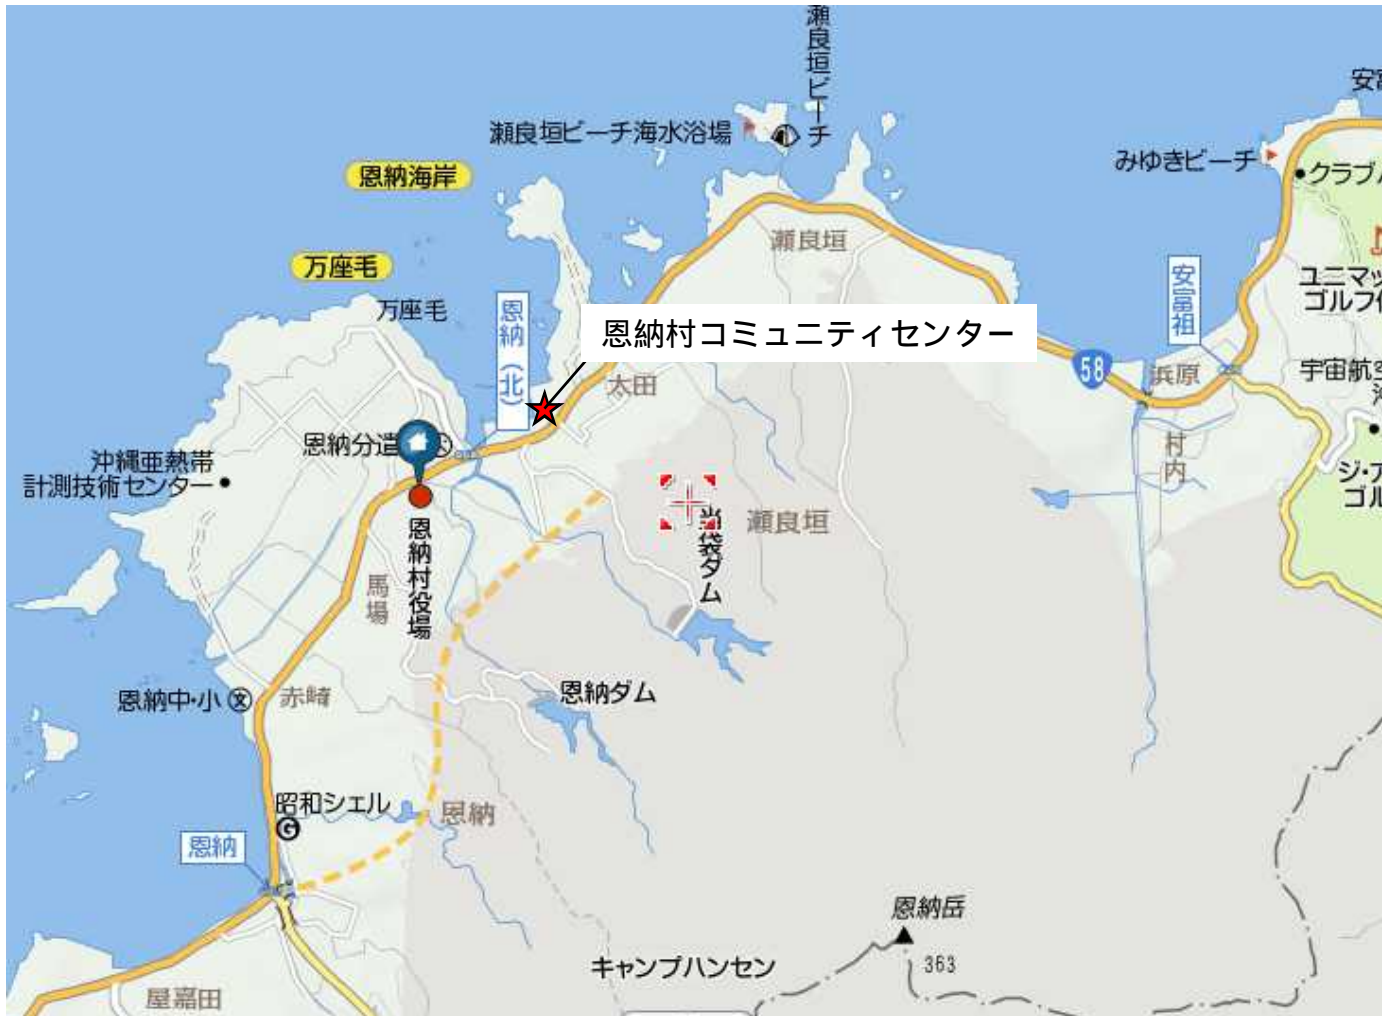 瀬良垣ビーチ
安富
瀬良垣ビーチ海水浴場
みゆきビーチ
恩納海岸
クラブ
瀬良垣
万座毛
万座毛
恩納(北)
安富祖
ユニマッ
ゴルフ
恩納村コミュニティセンター
58
浜原
宇宙航空
太田
恩納分遣
村内
沖縄亜熱帯
計測技術センター
ジ・ア
ゴル
当袋ダム
瀬良垣
恩納村役場
馬場
恩納ダム
恩納中・小
文
赤崎
昭和シェル
G
恩納
恩納
恩納岳
363
キャンプハンセン
屋嘉田